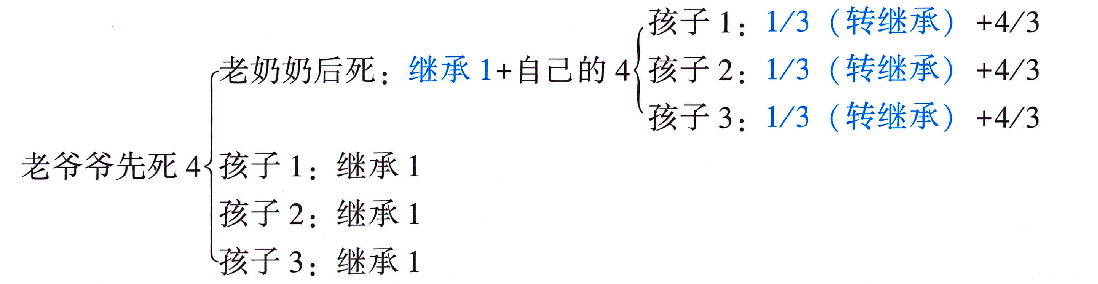 孩子1：1/3（转继承）+4/3
老奶奶后死：继承1+自己的4
孩子2：1/3（转继承）+4/3
孩子3：1/3（转继承）+4/3
老爷爷先死4
孩子1：继承1
孩子2：继承1
孩子3：继承1